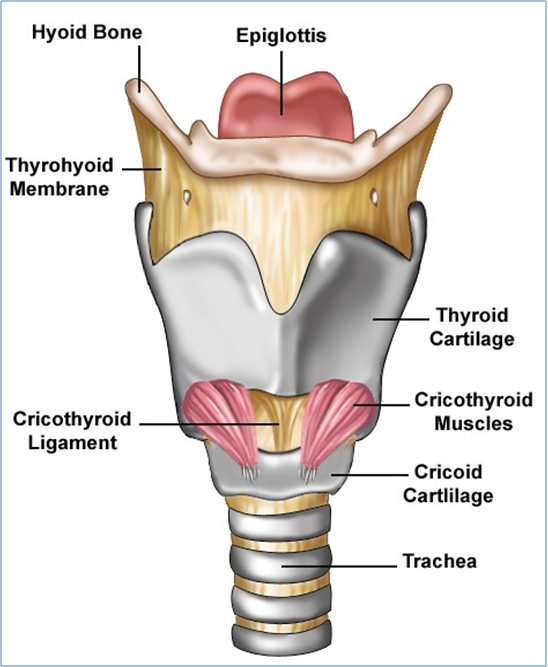 Hyoid Bone
Epiglottis
Thyrohyoid
Membrane
Thyroid
Cartilage
Cricothyroid
Muscles
Cricothyroid
Ligament
Cricoid
Cartlilage
Trachea